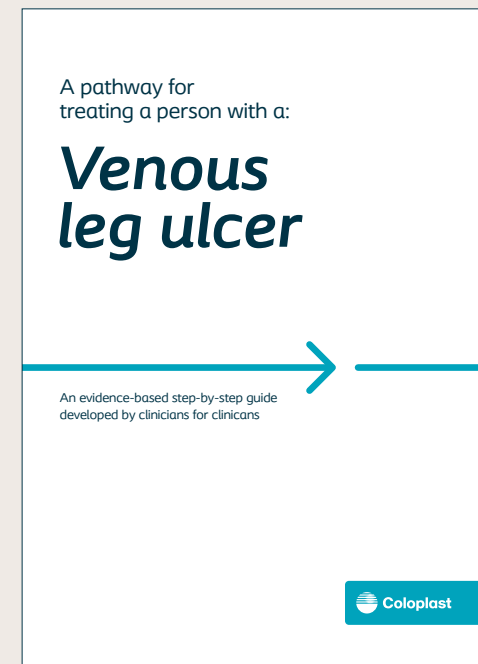 A pathway for
treating a person with a:
Venous
leg ulcer
An evidence-based step-by-step guide
developed by clinicians for clinicans
Coloplast